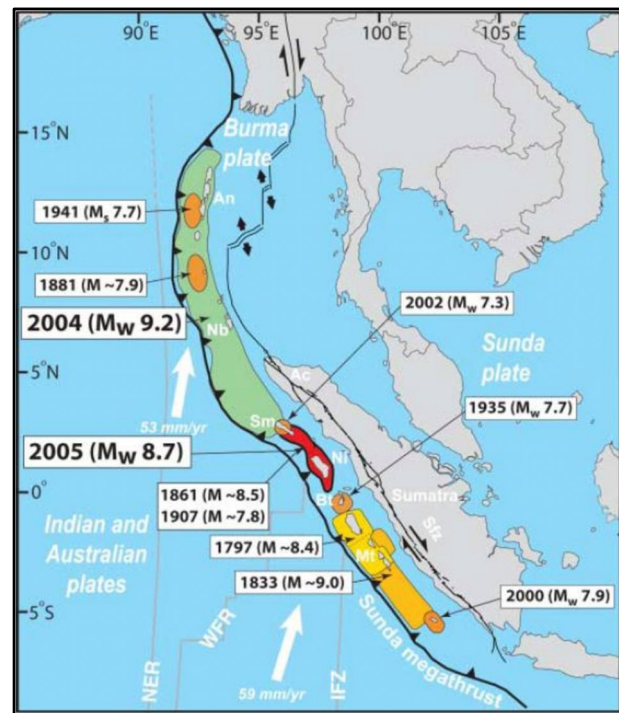 90°E
95°E
100°E
105°E
15°N
10°N
5°N
0°
5°S
Burma
plate
An
1941 (Ms 7.7)
1881 (M ~7.9)
2004 (Mw 9.2)
Nb
2002 (Mw 7.3)
Sunda
plate
Ac
1935 (Mw 7.7)
53 mm/yr
Sm
2005 (Mw 8.7)
Ni
1861 (M ~8.5)
1907 (M ~7.8)
Bt
Sumatra
Sfz
Indian and
Australian
plates
1797 (M ~8.4)
Mt
1833 (M ~9.0)
2000 (Mw 7.9)
Sunda megathrust
WFR
NER
59 mm/yr
IFZ